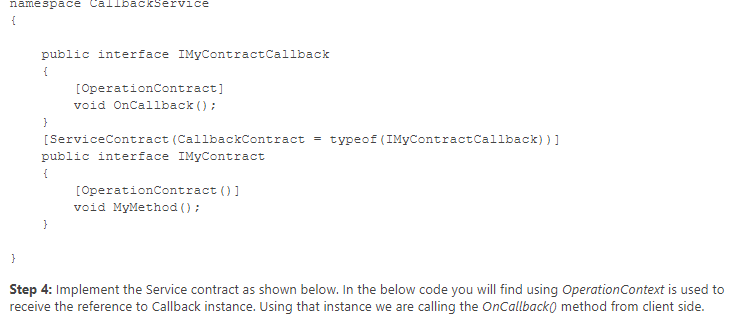 namespace CallbackService
{
public interface IMyContractCallback
{
[OperationContract]
void OnCallback();
}
[ServiceContract(CallbackContract = typeof(IMyContractCallback))]
public interface IMyContract
{
[OperationContract()]
void MyMethod();
}
}
Step 4: Implement the Service contract as shown below. In the below code you will find using OperationContext is used to
receive the reference to Callback instance. Using that instance we are calling the OnCallback() method from client side.